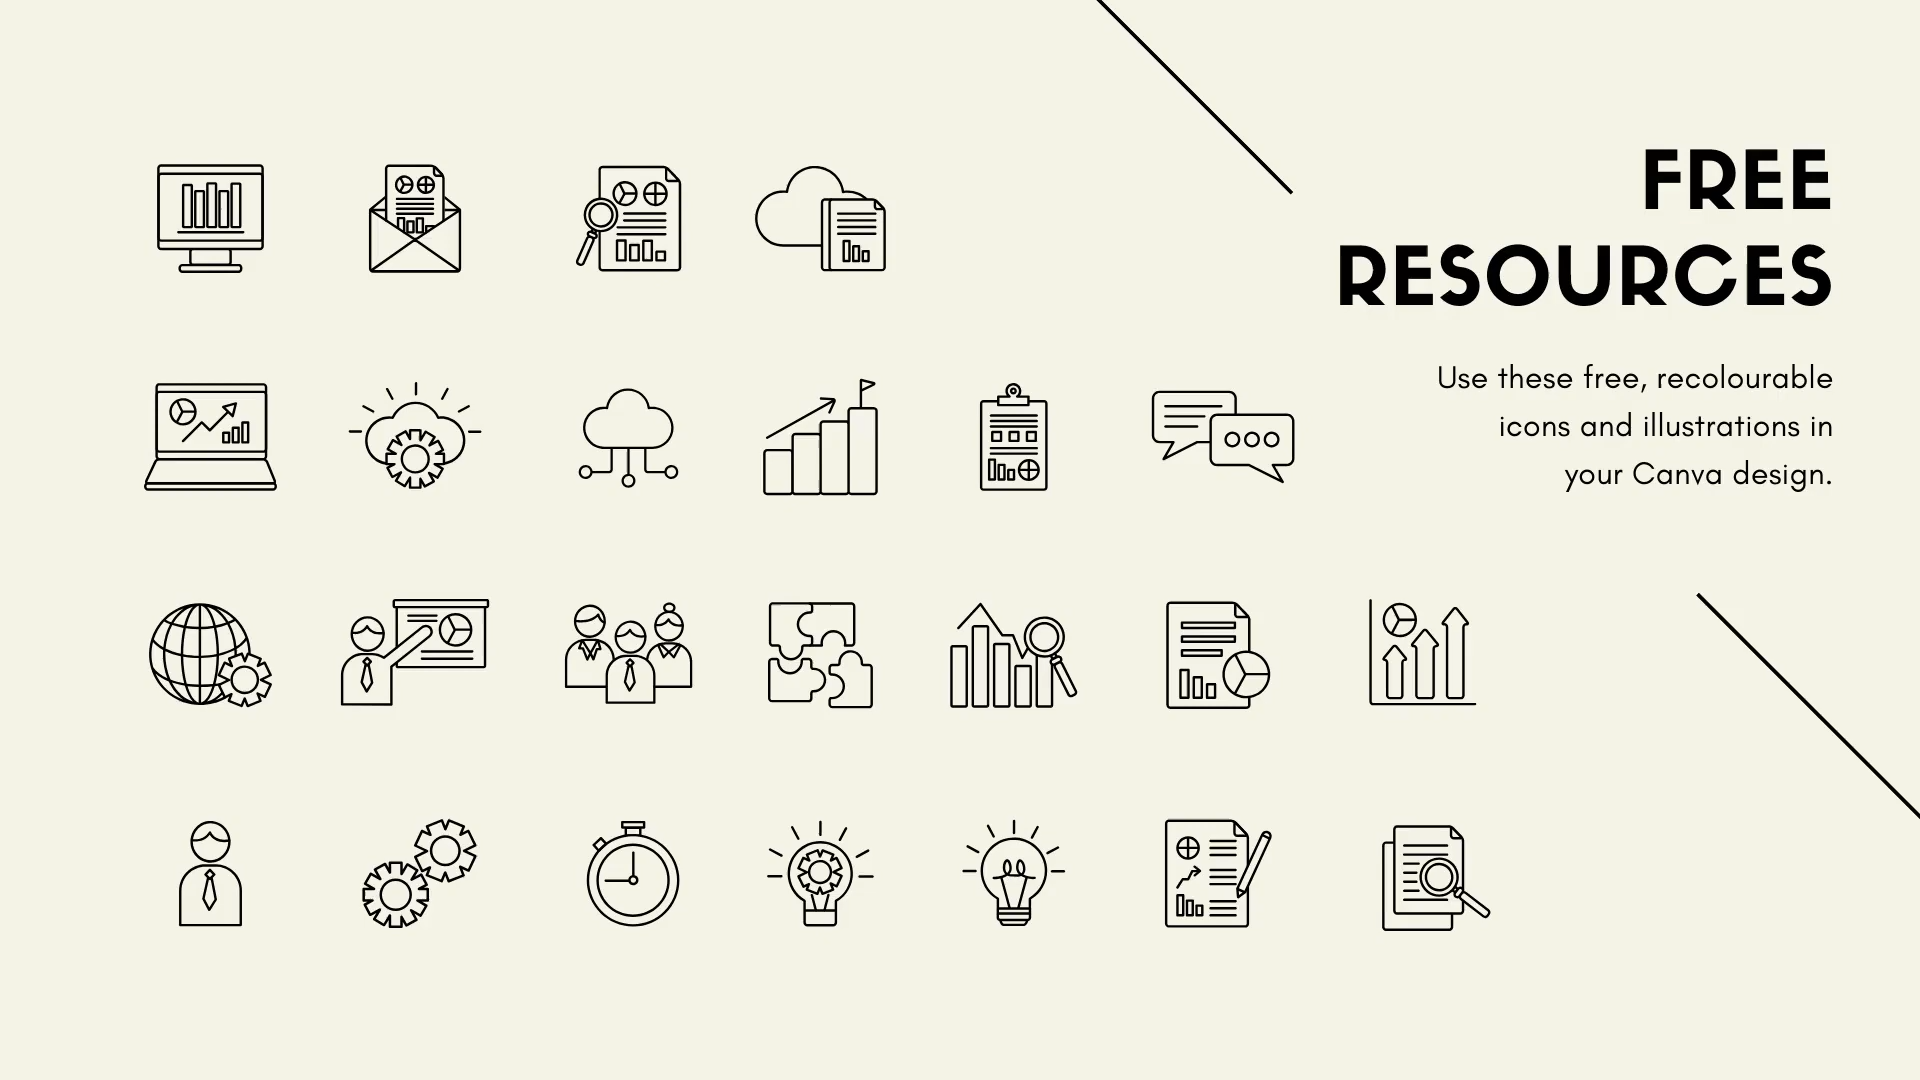 FREE
RESOURCES
Use these free, recolourable
icons and illustrations in
your Canva design.